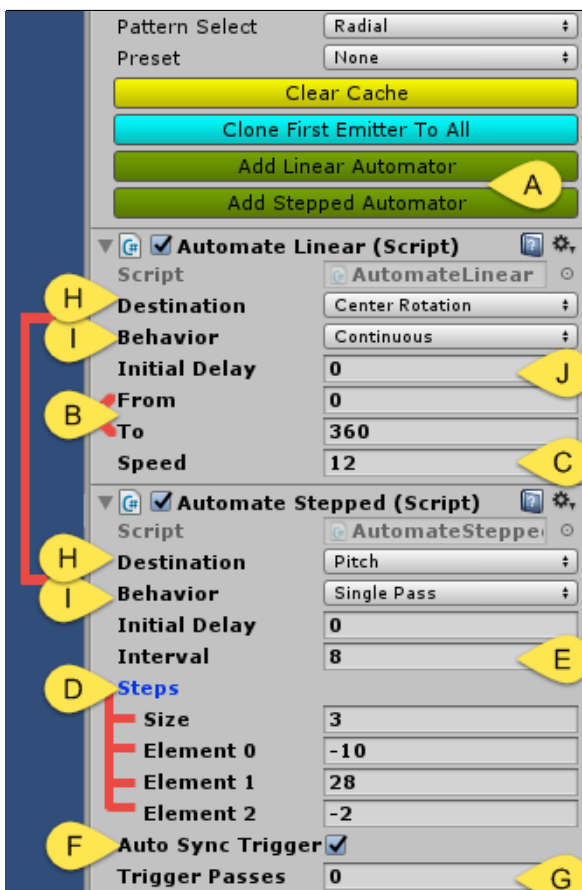 Pattern Select Radial
Preset None
Clear Cache
Clone First Emitter To All
Add Linear Automator
A
Add Stepped Automator
Automate Linear (Script)
Script AutomateLinear
H Destination Center Rotation
I Behavior Continuous
Initial Delay 0 J
B From 0
To 360
Speed 12 C
Automate Stepped (Script)
Script AutomateStepped
H Destination Pitch
I Behavior Single Pass
Initial Delay 0
Interval 8 E
D Steps
Size 3
Element 0 -10
Element 1 28
Element 2 -2
F Auto Sync Trigger
Trigger Passes 0 G